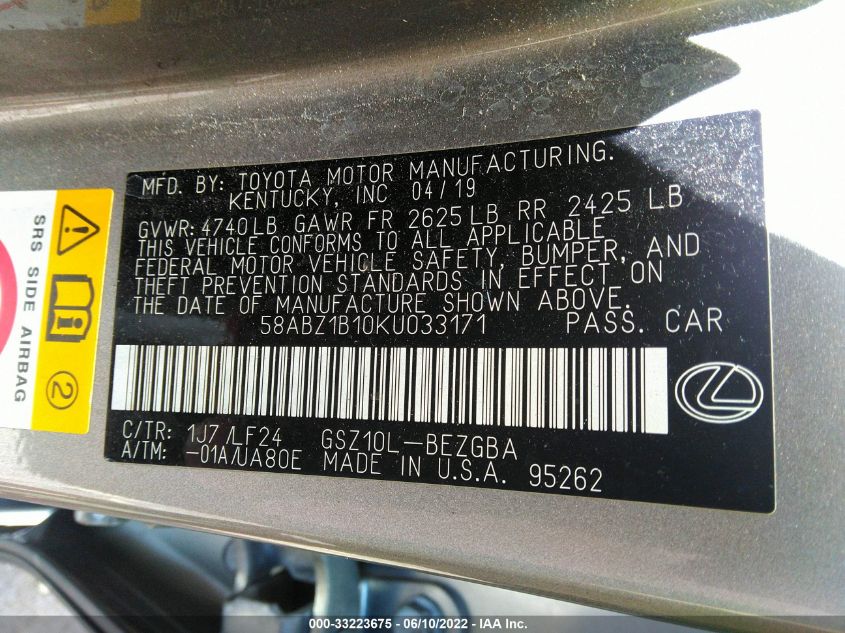 MFD. BY: TOYOTA MOTOR MANUFACTURING.
KENTUCKY, INC 04/19
GVWR: 4740LB GAWR FR 2625LB RR 2425 LB
THIS VEHICLE CONFORMS TO ALL APPLICABLE
FEDERAL MOTOR VEHICLE SAFETY, BUMPER, AND
THEFT PREVENTION STANDARDS IN EFFECT ON
THE DATE OF MANUFACTURE SHOWN ABOVE.
58ABZ1B10KU033171 PASS. CAR
C/TR: 1J7 /LF24 GSZ10L-BEZGBA
A/TM: -01A/UA80E MADE IN U.S.A. 95262
SRS SIDE AIRBAG
2
000-33223675 - 06/10/2022 - © IAA Inc.